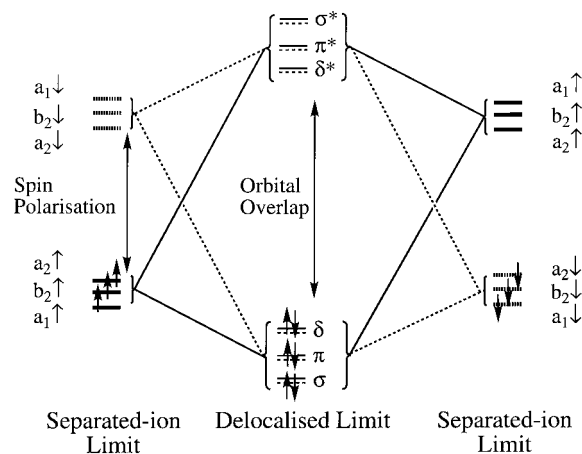 σ*
π*
δ*
a₁↓
b₂↓
a₂↓
a₁↑
b₂↑
a₂↑
Spin
Polarisation
Orbital
Overlap
a₂↑
b₂↑
a₁↑
a₂↓
b₂↓
a₁↓
δ
π
σ
Separated-ion
Limit
Delocalised Limit
Separated-ion
Limit